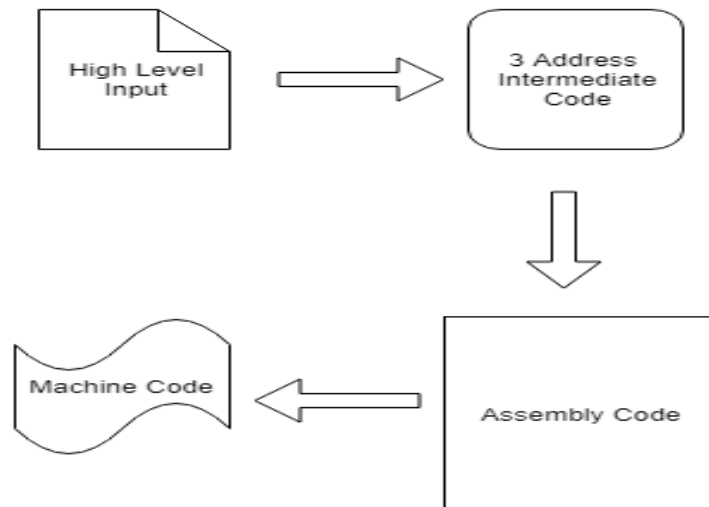 High Level
Input
3 Address
Intermediate
Code
Machine Code
Assembly Code